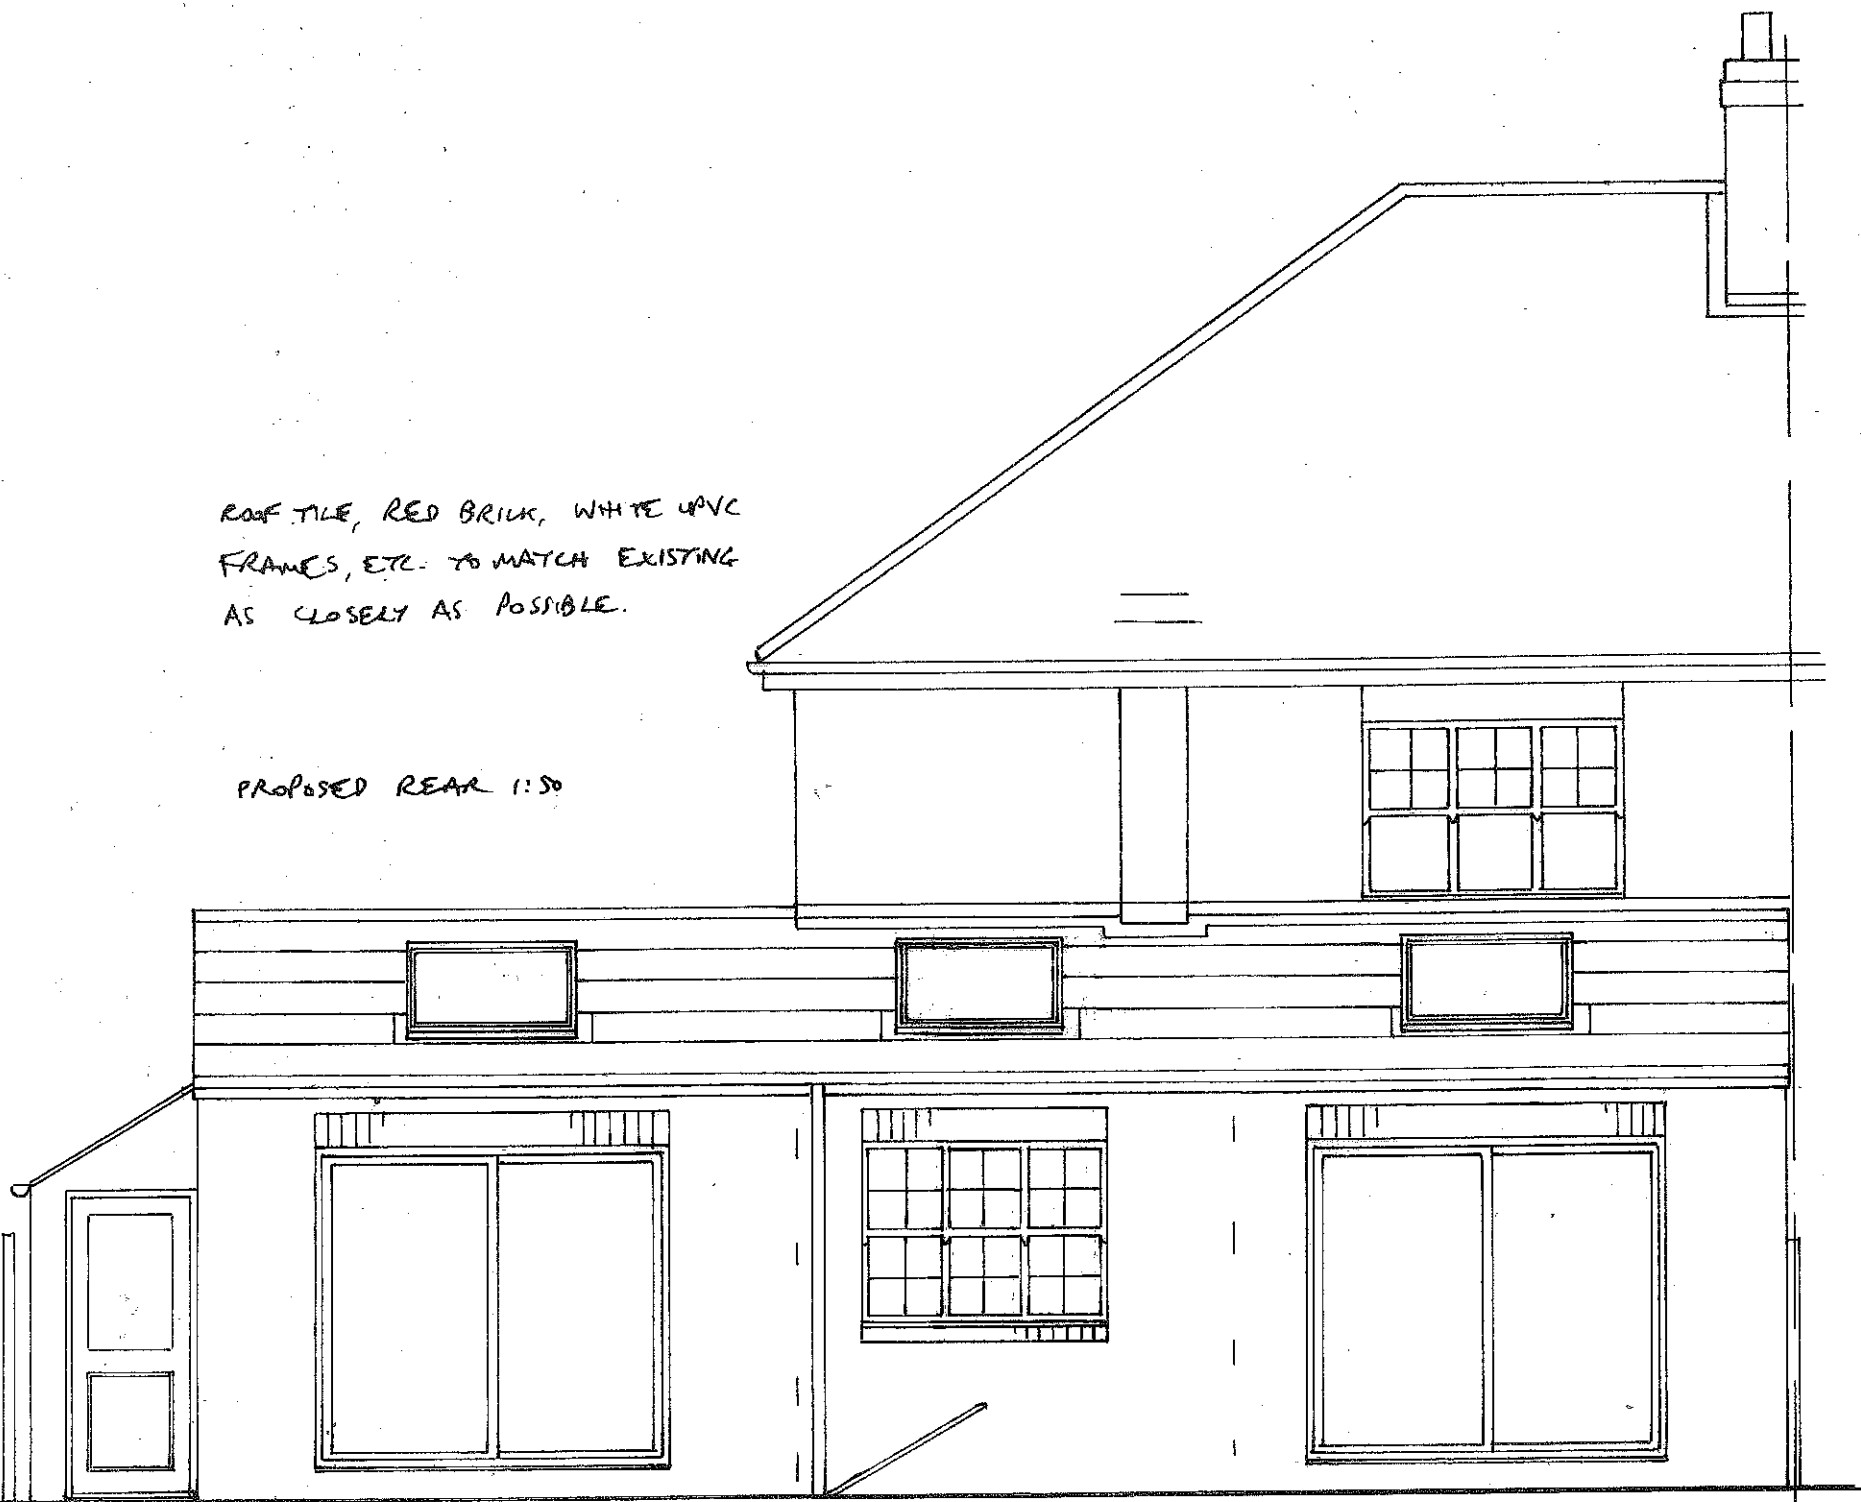 ROOF TILE, RED BRICK, WHITE UPVC
FRAMES, ETC. TO MATCH EXISTING
AS CLOSELY AS POSSIBLE.
PROPOSED REAR 1:50